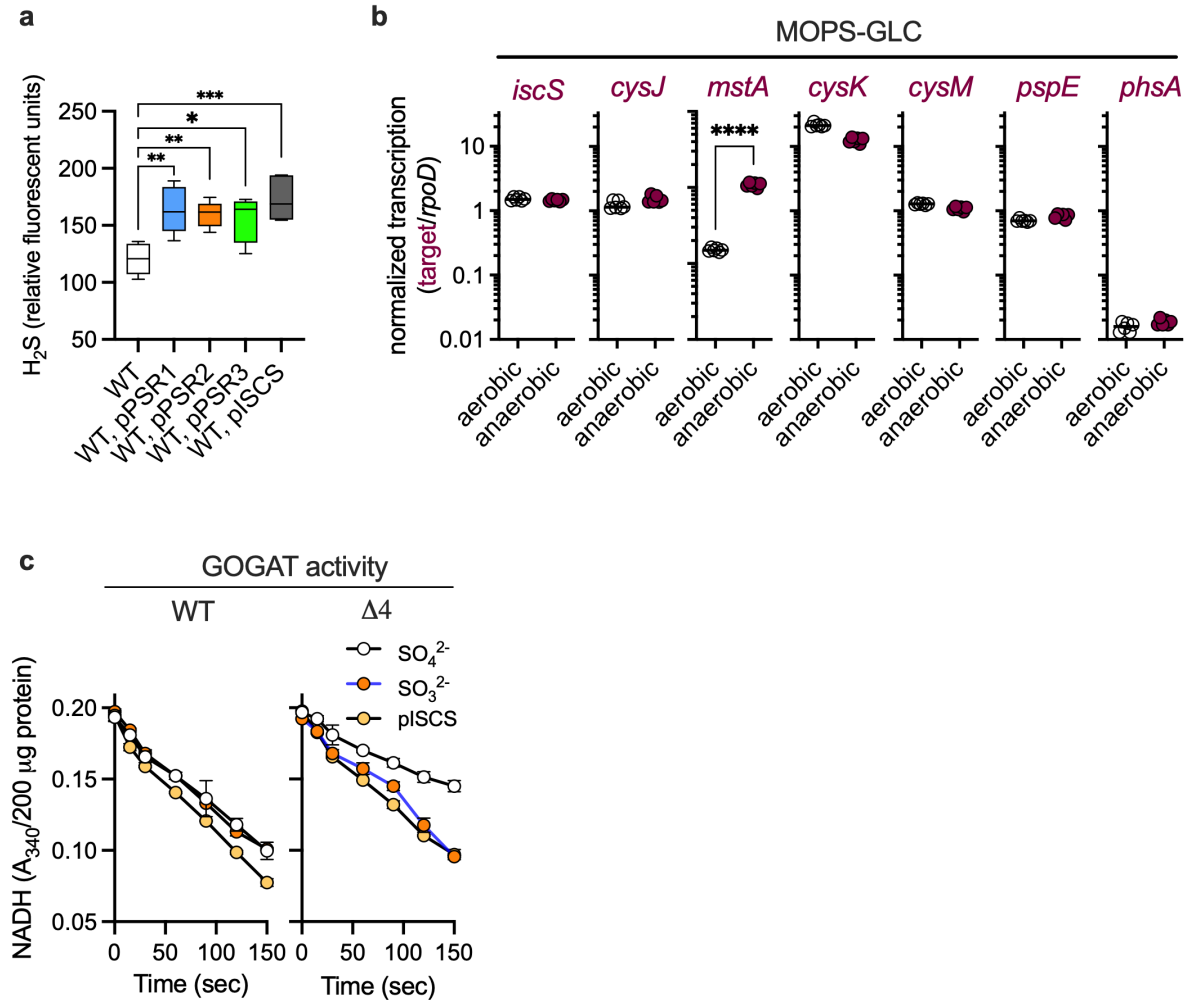 a
H2S (relative fluorescent units)
250
200
150
100
50
***
*
**
**
WT
WT, pPSR1
WT, pPSR2
WT, pPSR3
WT, pISCS
b
MOPS-GLC
iscS cysJ mstA cysK cysM pspE phsA
normalized transcription
(target/rpoD)
10
1
0.1
0.01
****
aerobic
anaerobic
aerobic
anaerobic
aerobic
anaerobic
aerobic
anaerobic
aerobic
anaerobic
aerobic
anaerobic
aerobic
anaerobic
c
GOGAT activity
WT Δ4
SO4 2-
SO3 2-
pISCS
NADH (A340/200 µg protein)
0.20
0.15
0.10
0.05
0 50 100 150 0 50 100 150
Time (sec) Time (sec)